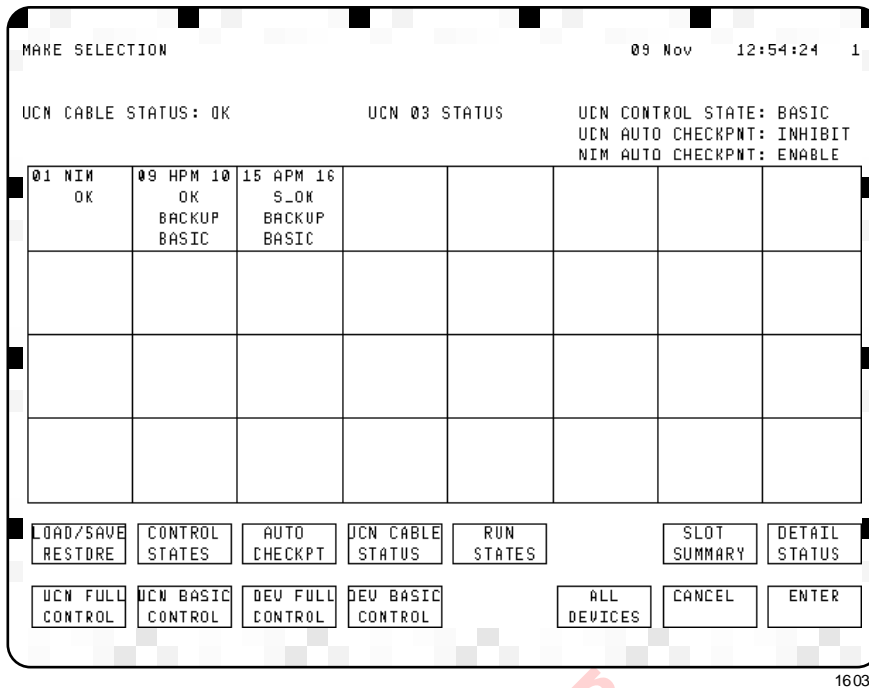 MAKE SELECTION 09 Nov 12:54:24 1
UCN CABLE STATUS: OK UCN 03 STATUS UCN CONTROL STATE: BASIC
UCN AUTO CHECKPNT: INHIBIT
NIM AUTO CHECKPNT: ENABLE
01 NIM 09 HPM 10 15 APM 16
OK OK S_OK
BACKUP BACKUP
BASIC BASIC
LOAD/SAVE CONTROL AUTO UCN CABLE RUN SLOT DETAIL
RESTORE STATES CHECKPT STATUS STATES SUMMARY STATUS
UCN FULL UCN BASIC DEV FULL DEV BASIC ALL CANCEL ENTER
CONTROL CONTROL CONTROL CONTROL DEVICES
1603